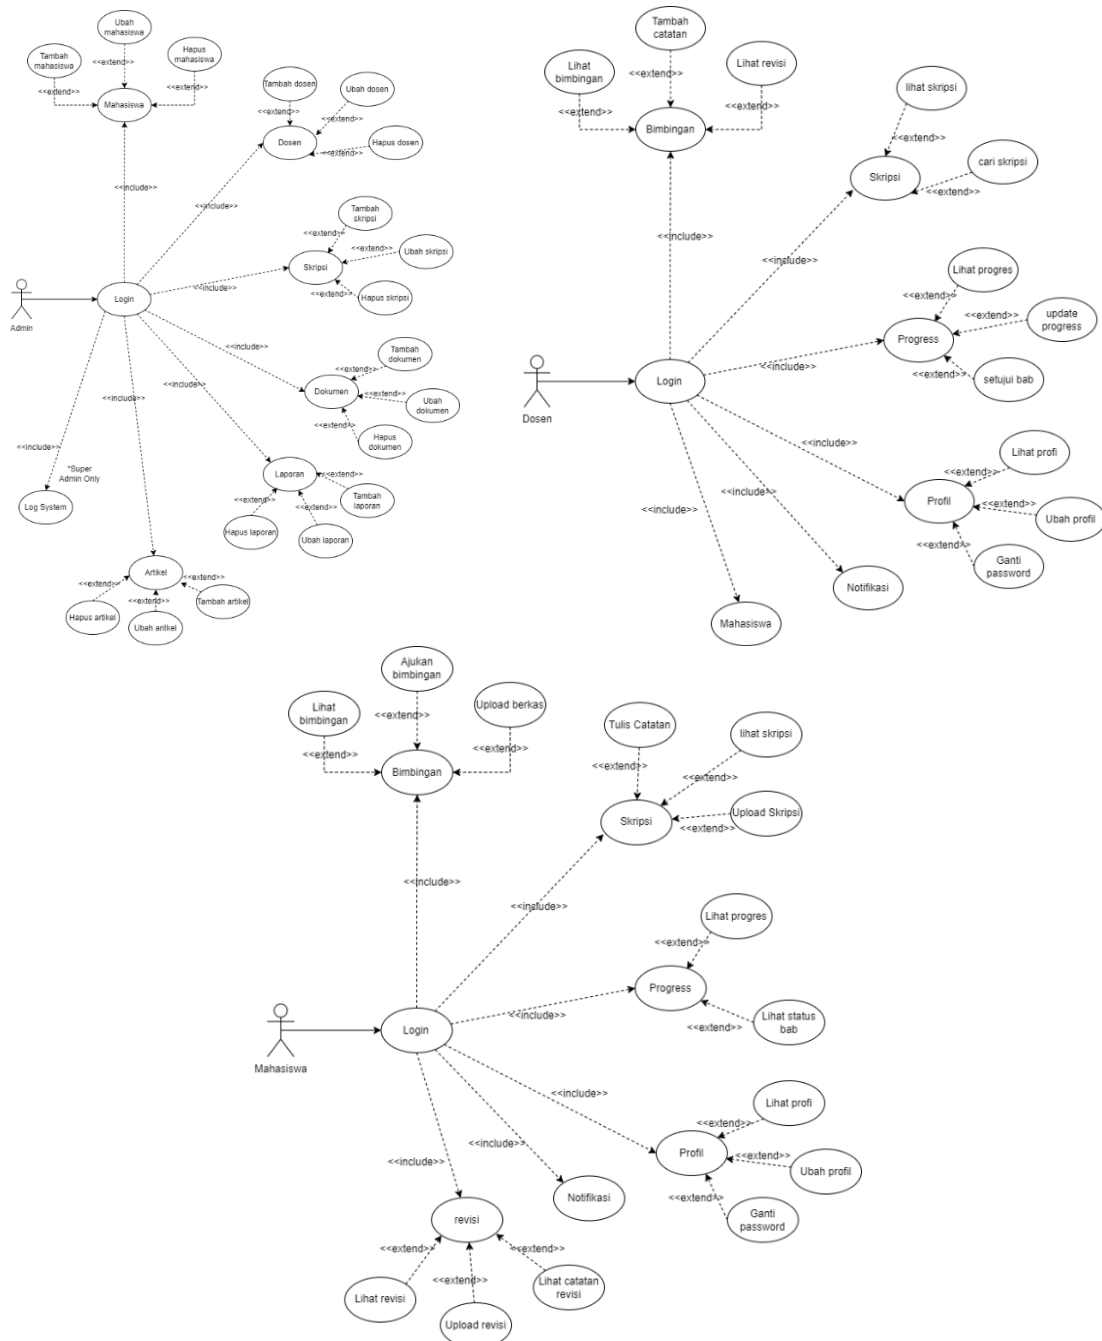 Ubah
mahasiswa
Tambah
mahasiswa
Hapus
mahasiswa
<<extend>>
<<extend>>
<<extend>>
Mahasiswa
Tambah dosen
Ubah dosen
<<extend>>
<<extend>>
Dosen
Hapus dosen
<<extend>>
<<include>>
<<include>>
Tambah
skripsi
<<extend>>
Ubah skripsi
<<extend>>
Skripsi
<<extend>>
Hapus skripsi
<<include>>
Login
Admin
<<include>>
Tambah
dokumen
<<extend>>
Dokumen
<<extend>>
Ubah
dokumen
<<extend>>
Hapus
dokumen
<<include>>
<<include>>
<<include>>
*Super
Admin Only
Log System
Laporan
<<extend>>
Tambah
laporan
<<extend>>
<<extend>>
Hapus laporan
Ubah laporan
Artikel
<<extend>>
<<extend>>
<<extend>>
Hapus artikel
Tambah artikel
Ubah aritkel
Tambah
catatan
Lihat
bimbingan
Lihat revisi
<<extend>>
<<extend>>
<<extend>>
Bimbingan
lihat skripsi
<<extend>>
cari skripsi
Skripsi
<<extend>>
<<include>>
<<include>>
Lihat progres
<<extend>>
<<extend>>
update
progress
Progress
<<extend>>
setujui bab
<<include>>
Login
Dosen
<<include>>
Lihat profi
<<extend>>
Profil
<<extend>>
Ubah profil
<<extend>>
Ganti
password
<<include>>
<<include>>
Notifikasi
Mahasiswa
Ajukan
bimbingan
Lihat
bimbingan
Upload berkas
<<extend>>
<<extend>>
<<extend>>
Bimbingan
Tulis Catatan
lihat skripsi
<<extend>>
<<extend>>
Skripsi
Upload Skripsi
<<extend>>
<<include>>
<<include>>
Lihat progres
<<extend>>
Progress
<<extend>>
Lihat status
bab
<<include>>
Login
Mahasiswa
<<include>>
Lihat profi
<<extend>>
Profil
<<extend>>
Ubah profil
<<extend>>
Ganti
password
<<include>>
<<include>>
Notifikasi
revisi
<<extend>>
<<extend>>
<<extend>>
Lihat revisi
Lihat catatan
revisi
Upload revisi